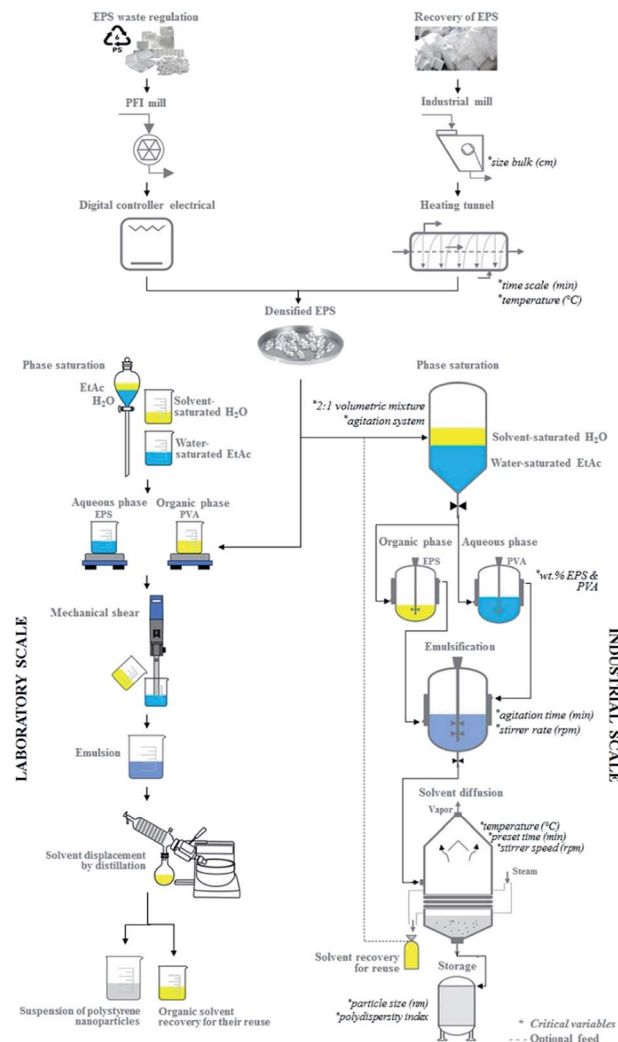 EPS waste regulation
6
PS
Recovery of EPS
PFI mill
Industrial mill
*size bulk (cm)
Digital controller electrical
Heating tunnel
*time scale (min)
*temperature (°C)
Densified EPS
Phase saturation
EtAc
H₂O
Solvent-
saturated H₂O
Water-
saturated EtAc
*2:1 volumetric mixture
*agitation system
Phase saturation
Solvent-saturated H₂O
Water-saturated EtAc
Aqueous phase
EPS
Organic phase
PVA
Organic phase
EPS
Aqueous phase
PVA
*wt.% EPS &
PVA
Mechanical shear
Emulsification
*agitation time (min)
*stirrer rate (rpm)
LABORATORY SCALE
INDUSTRIAL SCALE
Emulsion
Solvent diffusion
Vapor
*temperature (°C)
*preset time (min)
*stirrer speed (rpm)
Steam
Solvent displacement
by distillation
Solvent recovery
for reuse
Storage
*particle size (nm)
*polydispersity index
Suspension of polystyrene
nanoparticles
Organic solvent
recovery for their reuse
* Critical variables
---- Optional feed